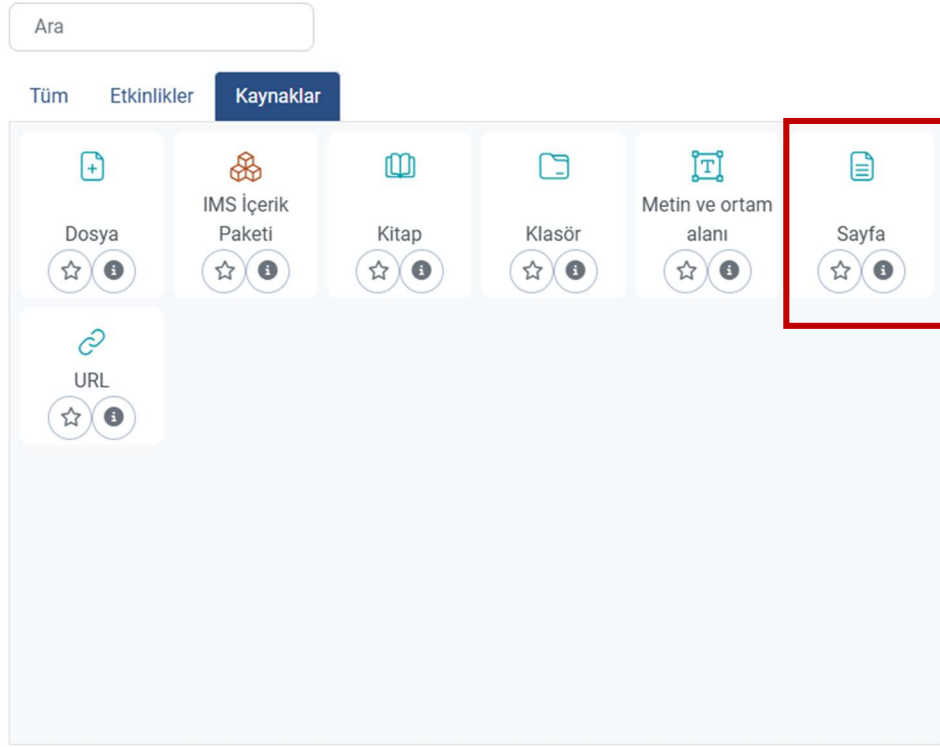 Ara
Tüm Etkinlikler Kaynaklar
Dosya
IMS İçerik
Paketi
Kitap
Klasör
Metin ve ortam
alanı
Sayfa
URL